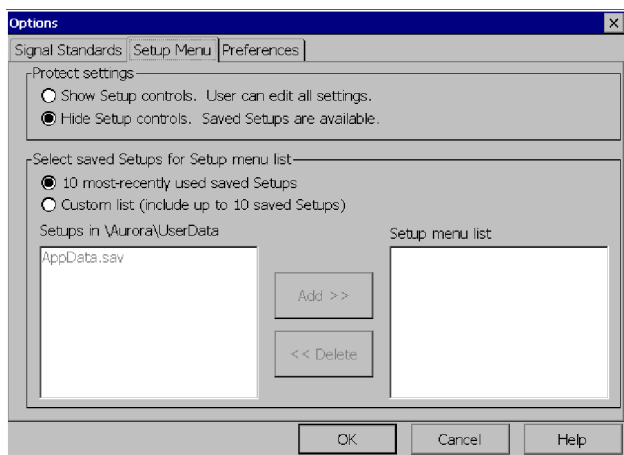 Options
Signal Standards Setup Menu Preferences
Protect settings
Show Setup controls. User can edit all settings.
Hide Setup controls. Saved Setups are available.
Select saved Setups for Setup menu list
10 most-recently used saved Setups
Custom list (include up to 10 saved Setups)
Setups in \Aurora\UserData
Setup menu list
AppData.sav
Add >>
<< Delete
OK Cancel Help